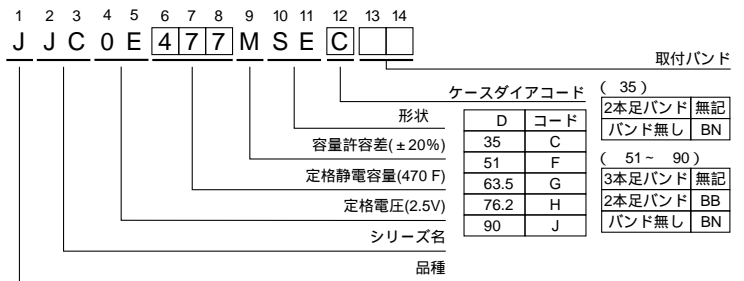 1 2 3 4 5 6 7 8 9 10 11 12 13 14
J J C 0 E 4 7 7 M S E C
取付バンド
ケースダイアコード
( 35 )
2本足バンド 無記
バンド無し BN
( 51~ 90 )
3本足バンド 無記
2本足バンド BB
バンド無し BN
D コード
35 C
51 F
63.5 G
76.2 H
90 J
形状
容量許容差(±20%)
定格静電容量(470 F)
定格電圧(2.5V)
シリーズ名
品種